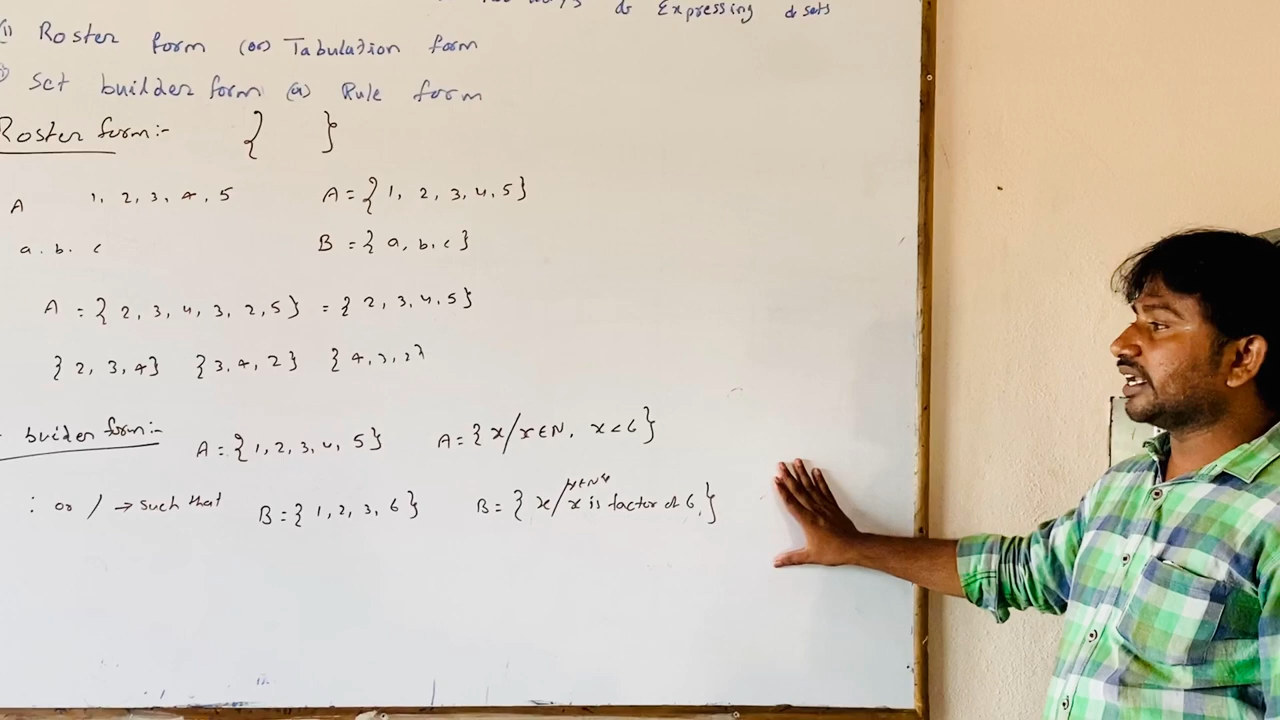 Expressing of sets
(i) Roster form (or) Tabulation form
Set builder form (or) Rule form
Roster form:- { }
A 1, 2, 3, 4, 5 A = {1, 2, 3, 4, 5}
a. b. c B = {a, b, c}
A = {2, 3, 4, 3, 2, 5} = {2, 3, 4, 5}
{2, 3, 4} {3, 4, 2} {4, 3, 2}
buider form:- A = {1, 2, 3, 4, 5} A = {x/x∈N, x<6}
: or / → such that B = {1, 2, 3, 6} B = {x/x is factor of 6,}